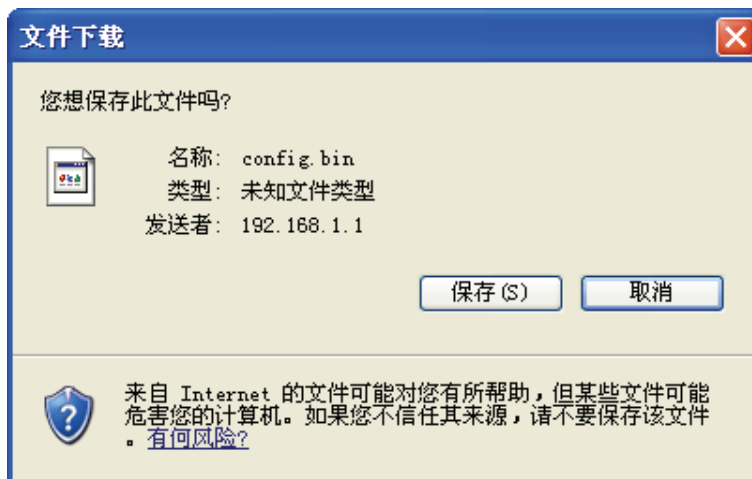 文件下载
您想保存此文件吗?
名称: config.bin
类型: 未知文件类型
发送者: 192.168.1.1
保存(S) 取消
来自 Internet 的文件可能对您有所帮助，但某些文件可能
危害您的计算机。如果您不信任其来源，请不要保存该文件
。有何风险?